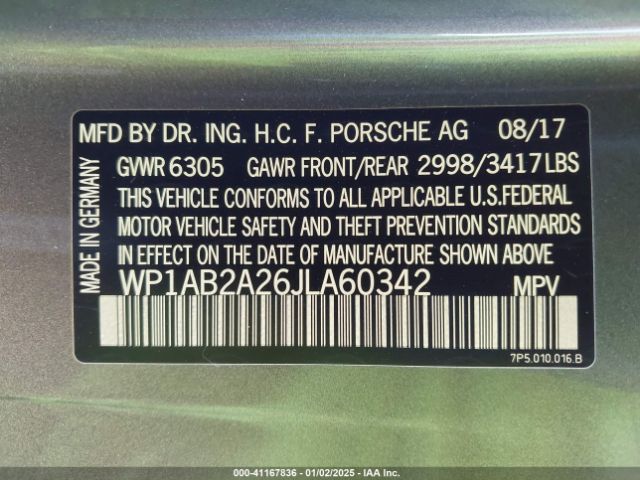 MFD BY DR. ING. H.C. F. PORSCHE AG 08/17
GVWR 6305 GAWR FRONT/REAR 2998/3417LBS
THIS VEHICLE CONFORMS TO ALL APPLICABLE U.S.FEDERAL
MOTOR VEHICLE SAFETY AND THEFT PREVENTION STANDARDS
IN EFFECT ON THE DATE OF MANUFACTURE SHOWN ABOVE.
WP1AB2A26JLA60342 MPV
MADE IN GERMANY
7P5.010.016.B
000-41167836 - 01/02/2025 - IAA Inc.